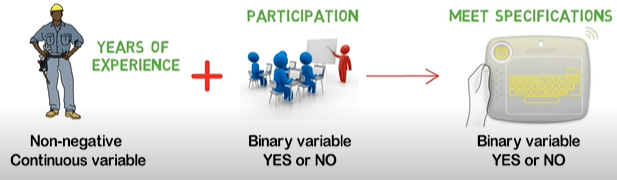 YEARS OF
EXPERIENCE
+
PARTICIPATION
MEET SPECIFICATIONS
Non-negative
Continuous variable
Binary variable
YES or NO
Binary variable
YES or NO